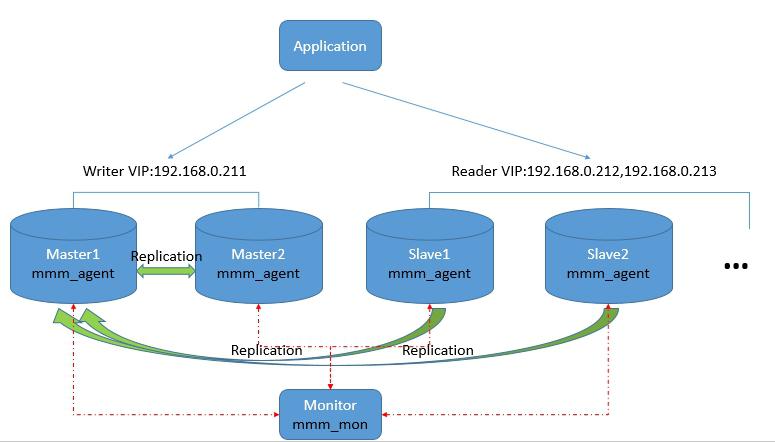 Application
Writer VIP:192.168.0.211
Reader VIP:192.168.0.212,192.168.0.213
Master1
mmm_agent
Replication
Master2
mmm_agent
Slave1
mmm_agent
Slave2
mmm_agent
...
Replication
Replication
Monitor
mmm_mon